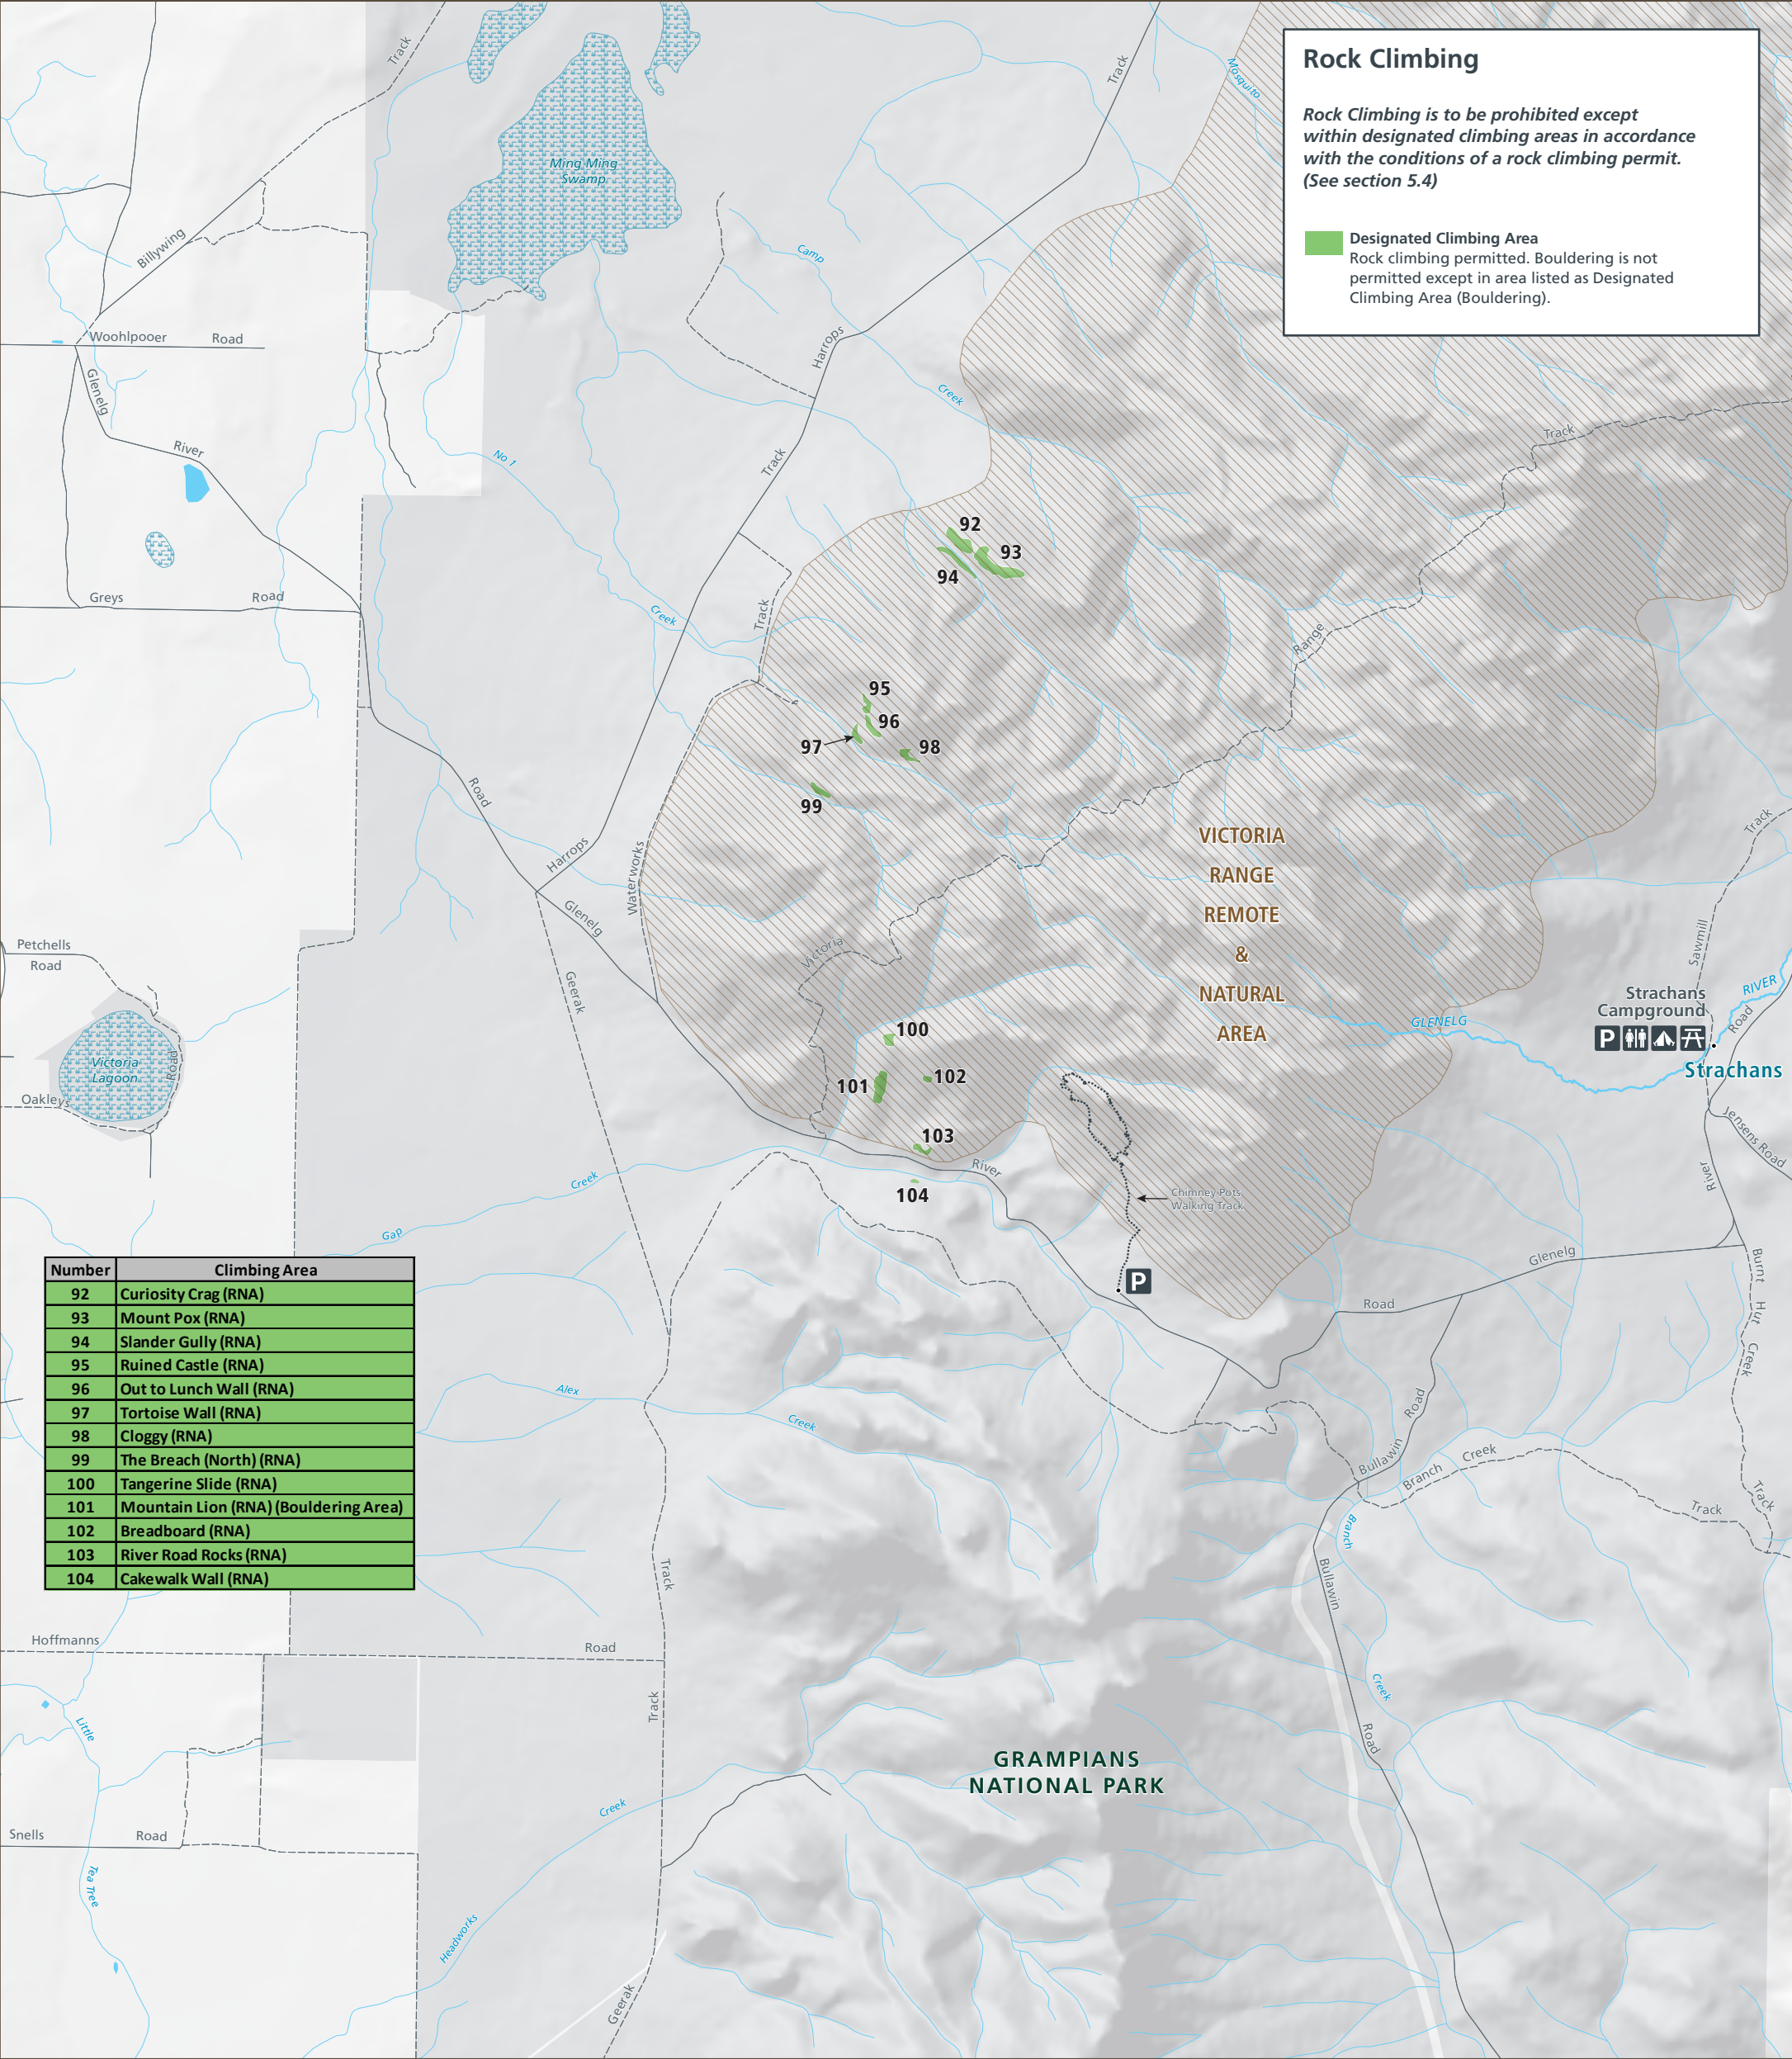 Rock Climbing
Rock Climbing is to be prohibited except
within designated climbing areas in accordance
with the conditions of a rock climbing permit.
(See section 5.4)
Designated Climbing Area
Rock climbing permitted. Bouldering is not
permitted except in area listed as Designated
Climbing Area (Bouldering).
Track
Track
Mosquito
Ming Ming
Swamp
Billywing
Camp
Woohlpooer Road
Harrops
Glenelg
Creek
River
Track
No 1
Track
92
93
94
Greys Road
Creek
Track
Range
95
96
97
98
99
Road
Track
VICTORIA
RANGE
REMOTE
&
NATURAL
AREA
Harrops
Waterworks
Glenelg
Petchells
Road
Victoria
Sawmill
Geerak
RIVER
Strachans
Campground
P
GLENELG
Road
100
Victoria
Lagoon
Road
Strachans
101
102
Oakleys
Jensens Road
103
River
River
Creek
104
Chimney Pots
Walking Track
Gap
Glenelg
P
Burnt Hut Creek
Road
Number Climbing Area
92 Curiosity Crag (RNA)
93 Mount Pox (RNA)
94 Slander Gully (RNA)
95 Ruined Castle (RNA)
96 Out to Lunch Wall (RNA)
97 Tortoise Wall (RNA)
98 Cloggy (RNA)
99 The Breach (North) (RNA)
100 Tangerine Slide (RNA)
101 Mountain Lion (RNA) (Bouldering Area)
102 Breadboard (RNA)
103 River Road Rocks (RNA)
104 Cakewalk Wall (RNA)
Alex
Creek
Road
Bullawin
Branch Creek
Track
Track
Branch
Track
Bullawin
Hoffmanns Road
Creek
Track
Little
Road
GRAMPIANS
NATIONAL PARK
Creek
Snells Road
Tea Tree
Headworks
Geerak